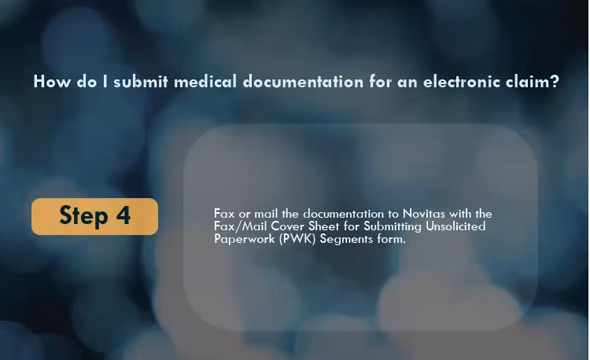 How do I submit medical documentation for an electronic claim?
Step 4
Fax or mail the documentation to Novitas with the
Fax/Mail Cover Sheet for Submitting Unsolicited
Paperwork (PWK) Segments form.